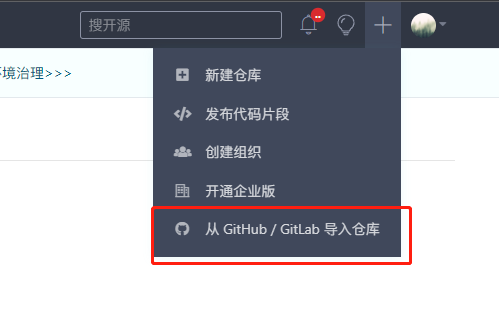 搜开源
环境治理>>>
新建仓库
发布代码片段
创建组织
开通企业版
从 GitHub / GitLab 导入仓库